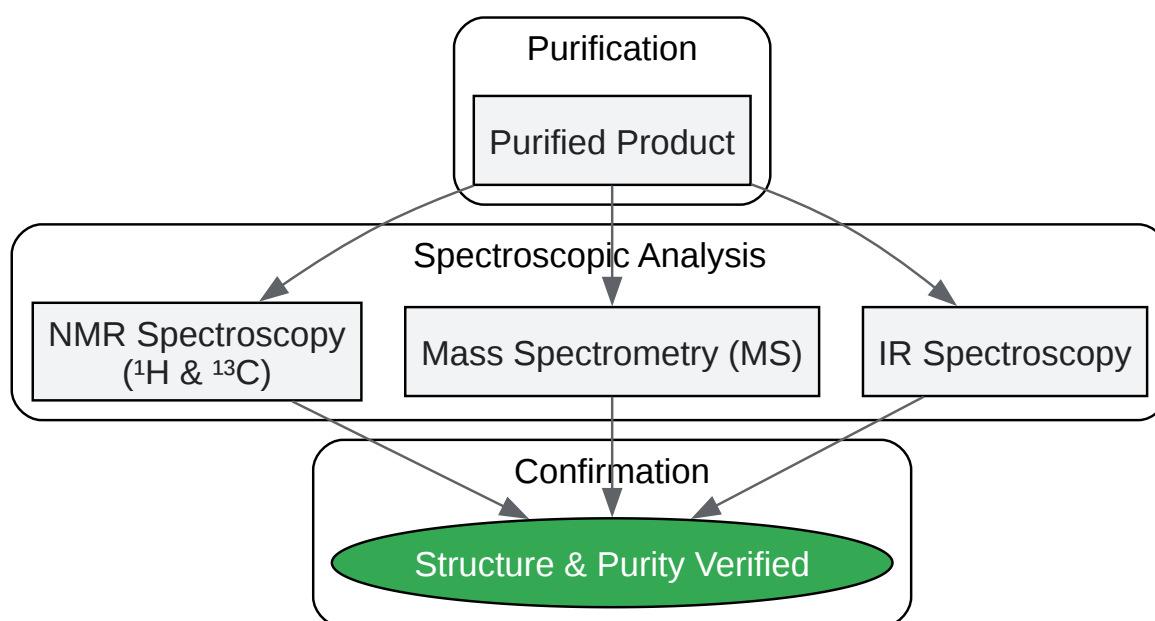 Purification
Purified Product
Spectroscopic Analysis
NMR Spectroscopy
(¹H & ¹³C)
Mass Spectrometry (MS)
IR Spectroscopy
Confirmation
Structure & Purity Verified